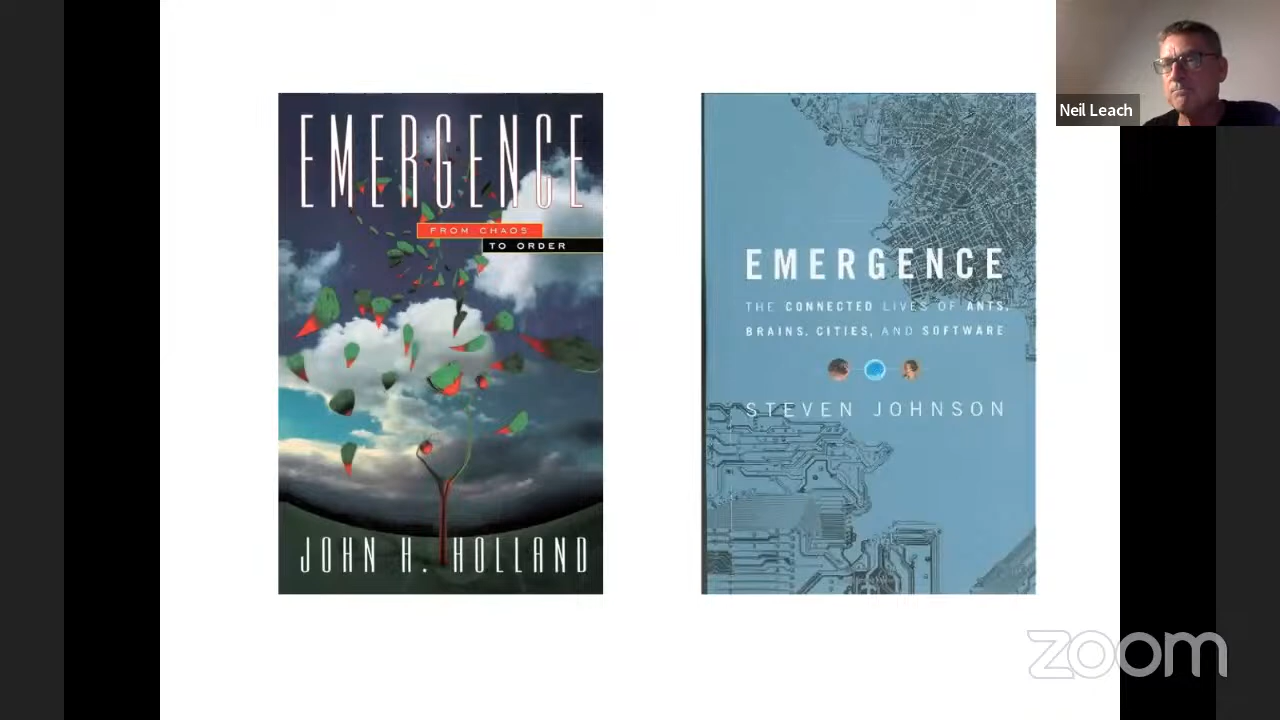 EMERGENCE
FROM CHAOS
TO ORDER
JOHN H. HOLLAND
EMERGENCE
THE CONNECTED LIVES OF ANTS,
BRAINS, CITIES, AND SOFTWARE
STEVEN JOHNSON
Neil Leach
zoom